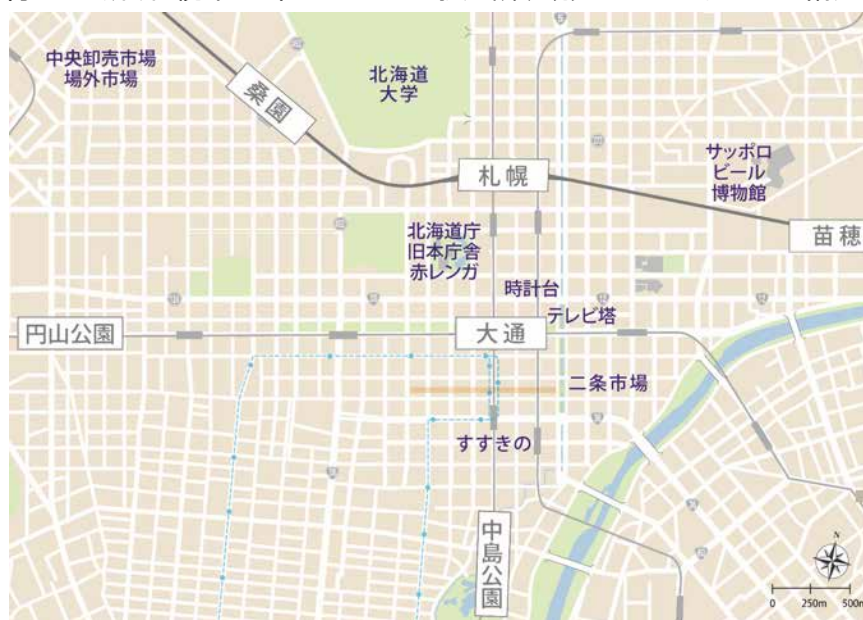 中央卸売市場
場外市場
桑園
北海道
大学
札幌
サッポロ
ビール
博物館
苗穂
北海道庁
旧本庁舎
赤レンガ
時計台
テレビ塔
円山公園
大通
二条市場
すすきの
中島公園
N
0 250m 500m